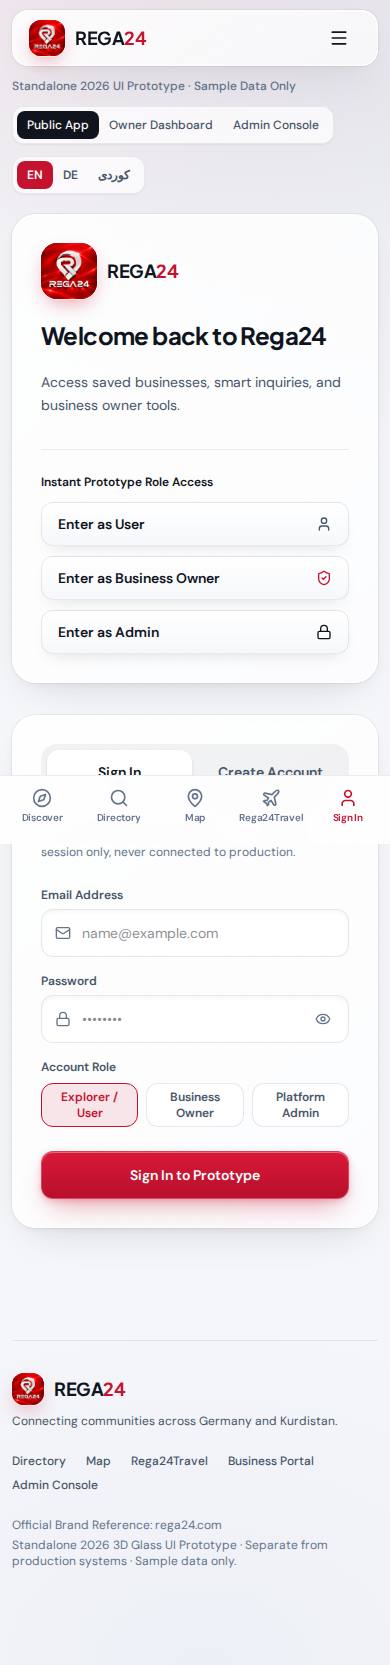 REGA24
REGA24
Standalone 2026 UI Prototype · Sample Data Only
Public App
Owner Dashboard
Admin Console
EN
DE
کوردی
REGA24
REGA24
Welcome back to Rega24
Access saved businesses, smart inquiries, and
business owner tools.
Instant Prototype Role Access
Enter as User
Enter as Business Owner
Enter as Admin
Sign In
Create Account
Discover
Directory
Map
Rega24Travel
Sign In
session only, never connected to production.
Email Address
name@example.com
Password
••••••••
Account Role
Explorer /
User
Business
Owner
Platform
Admin
Sign In to Prototype
REGA24
REGA24
Connecting communities across Germany and Kurdistan.
Directory
Map
Rega24Travel
Business Portal
Admin Console
Official Brand Reference: rega24.com
Standalone 2026 3D Glass UI Prototype · Separate from
production systems · Sample data only.